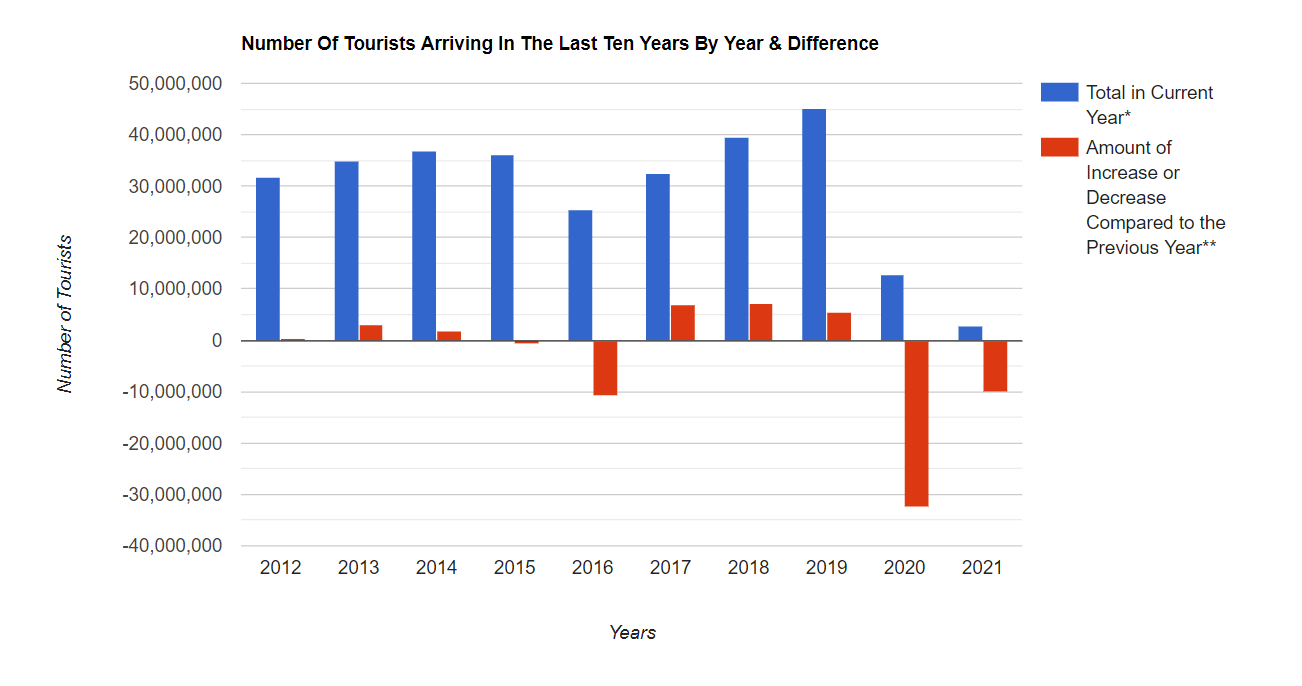 Number Of Tourists Arriving In The Last Ten Years By Year & Difference
50,000,000
40,000,000
30,000,000
20,000,000
10,000,000
0
-10,000,000
-20,000,000
-30,000,000
-40,000,000
Number of Tourists
2012 2013 2014 2015 2016 2017 2018 2019 2020 2021
Years
Total in Current
Year*
Amount of
Increase or
Decrease
Compared to the
Previous Year**